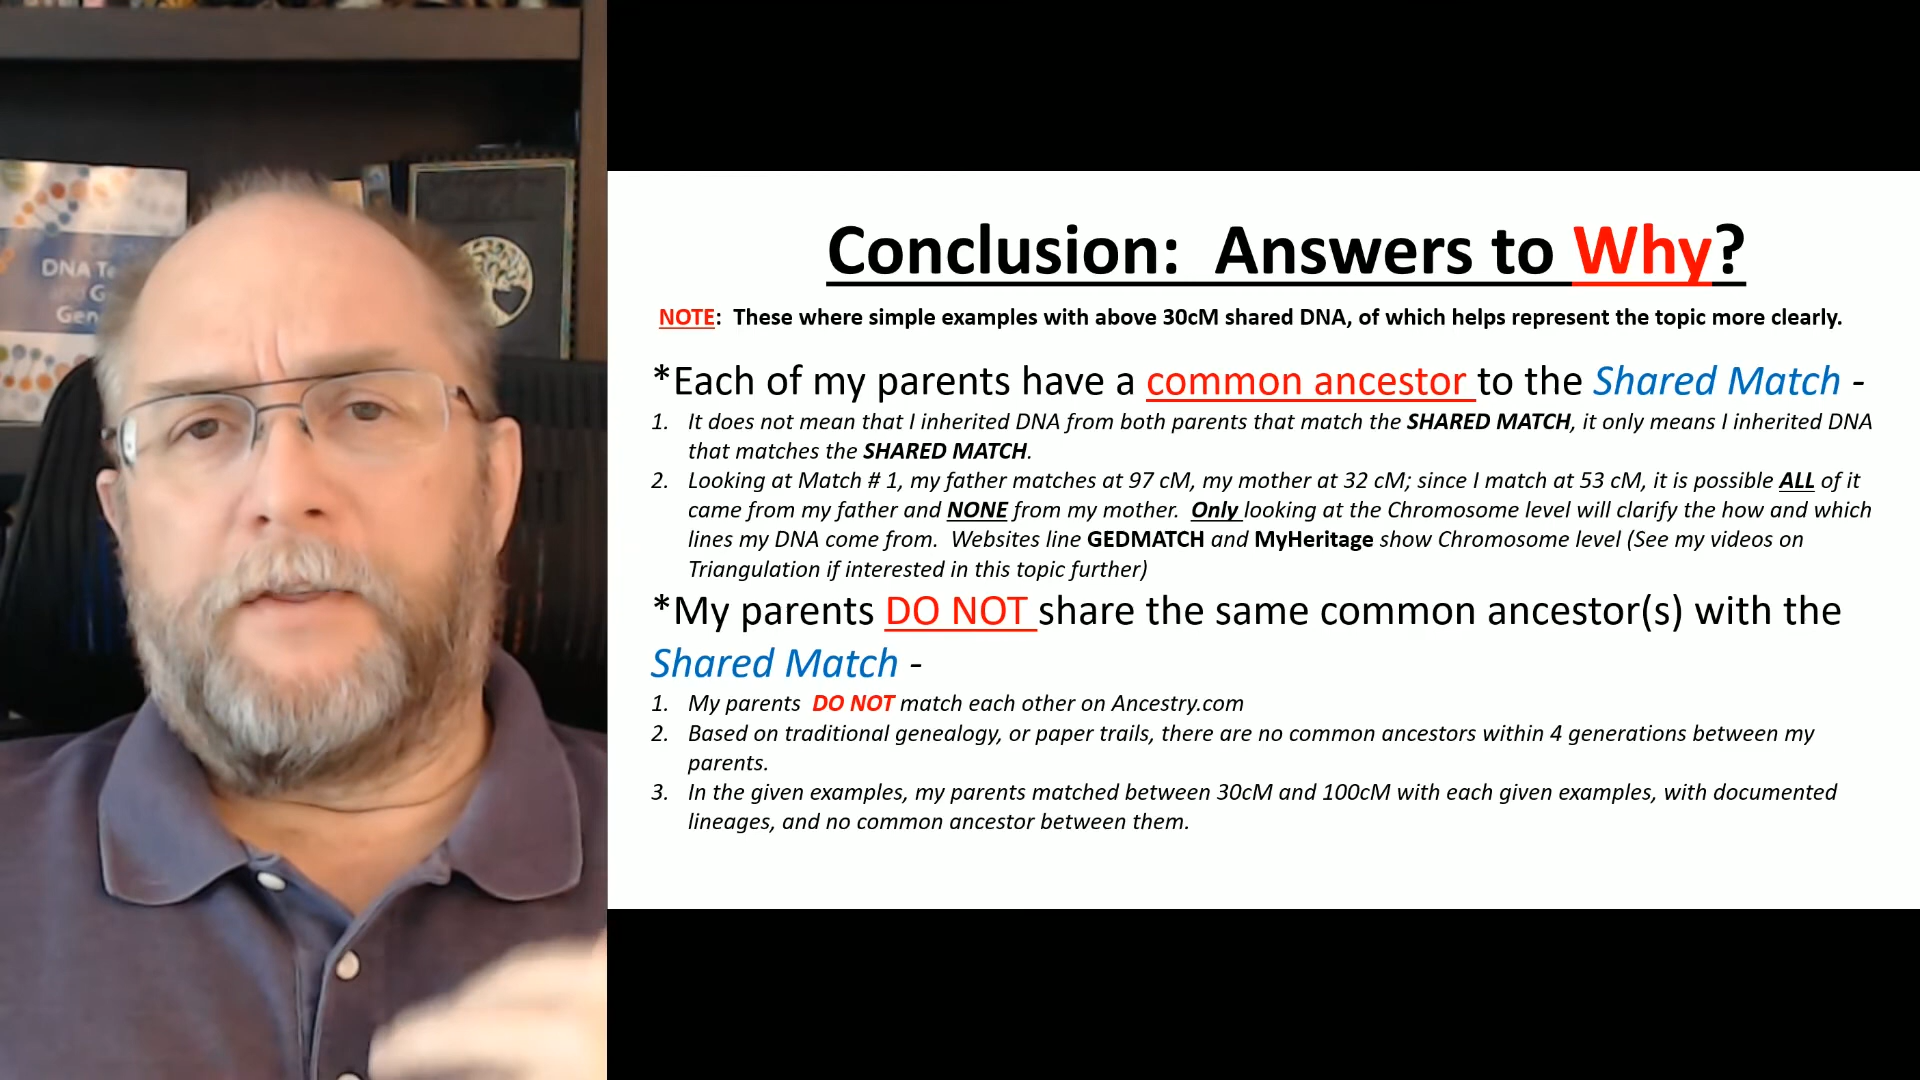 DNA Te
and G
Gen
Conclusion:  Answers to Why?
NOTE:  These where simple examples with above 30cM shared DNA, of which helps represent the topic more clearly.
*Each of my parents have a common ancestor to the Shared Match -
1. It does not mean that I inherited DNA from both parents that match the SHARED MATCH, it only means I inherited DNA
that matches the SHARED MATCH.
2. Looking at Match # 1, my father matches at 97 cM, my mother at 32 cM; since I match at 53 cM, it is possible ALL of it
came from my father and NONE from my mother.  Only looking at the Chromosome level will clarify the how and which
lines my DNA come from.  Websites line GEDMATCH and MyHeritage show Chromosome level (See my videos on
Triangulation if interested in this topic further)
*My parents DO NOT share the same common ancestor(s) with the
Shared Match -
1. My parents  DO NOT match each other on Ancestry.com
2. Based on traditional genealogy, or paper trails, there are no common ancestors within 4 generations between my
parents.
3. In the given examples, my parents matched between 30cM and 100cM with each given examples, with documented
lineages, and no common ancestor between them.